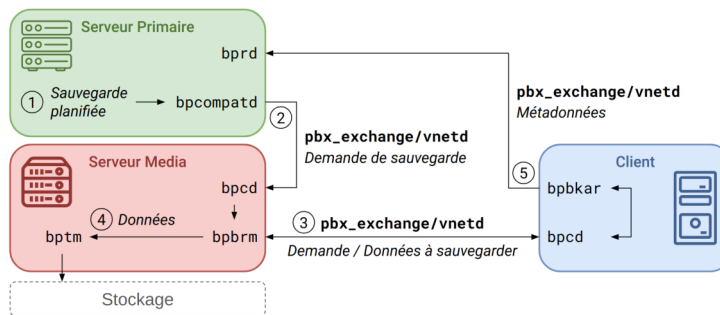 Serveur Primaire
bprd
1 Sauvegarde
planifiée
bpcompatd
2
pbx_exchange/vnetd
Demande de sauvegarde
pbx_exchange/vnetd
Métadonnées
Serveur Media
bpcd
4 Données
bptm
bpbrm
3 pbx_exchange/vnetd
Demande / Données à sauvegarder
Client
5
bpbkar
bpcd
Stockage